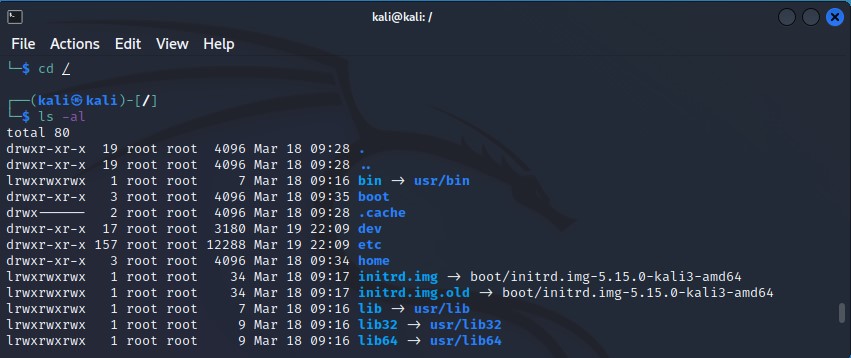 kali@kali: /
File Actions Edit View Help
└─$ cd /
┌──(kali㉿kali)-[/]
└─$ ls -al
total 80
drwxr-xr-x 19 root root 4096 Mar 18 09:28 .
drwxr-xr-x 19 root root 4096 Mar 18 09:28 ..
lrwxrwxrwx 1 root root 7 Mar 18 09:16 bin -> usr/bin
drwxr-xr-x 3 root root 4096 Mar 18 09:35 boot
drwx------ 2 root root 4096 Mar 18 09:28 .cache
drwxr-xr-x 17 root root 3180 Mar 19 22:09 dev
drwxr-xr-x 157 root root 12288 Mar 19 22:09 etc
drwxr-xr-x 3 root root 4096 Mar 18 09:34 home
lrwxrwxrwx 1 root root 34 Mar 18 09:17 initrd.img -> boot/initrd.img-5.15.0-kali3-amd64
lrwxrwxrwx 1 root root 34 Mar 18 09:17 initrd.img.old -> boot/initrd.img-5.15.0-kali3-amd64
lrwxrwxrwx 1 root root 7 Mar 18 09:16 lib -> usr/lib
lrwxrwxrwx 1 root root 9 Mar 18 09:16 lib32 -> usr/lib32
lrwxrwxrwx 1 root root 9 Mar 18 09:16 lib64 -> usr/lib64